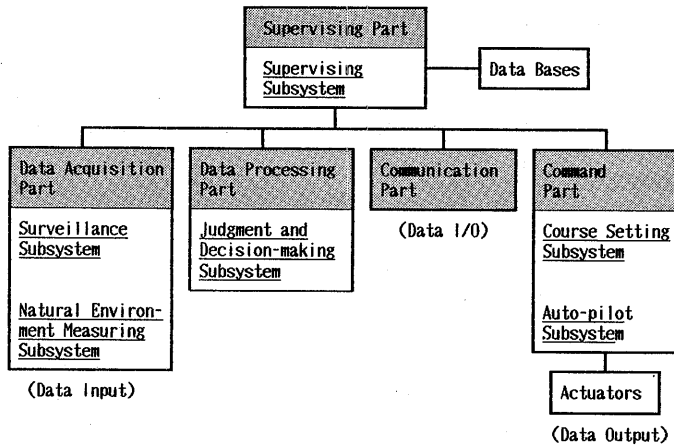 Supervising Part
Supervising
Subsystem
Data Bases
Data Acquisition
Part
Surveillance
Subsystem
Natural Environ-
ment Measuring
Subsystem
(Data Input)
Data Processing
Part
Judgment and
Decision-making
Subsystem
Communication
Part
(Data I/O)
Command
Part
Course Setting
Subsystem
Auto-pilot
Subsystem
Actuators
(Data Output)